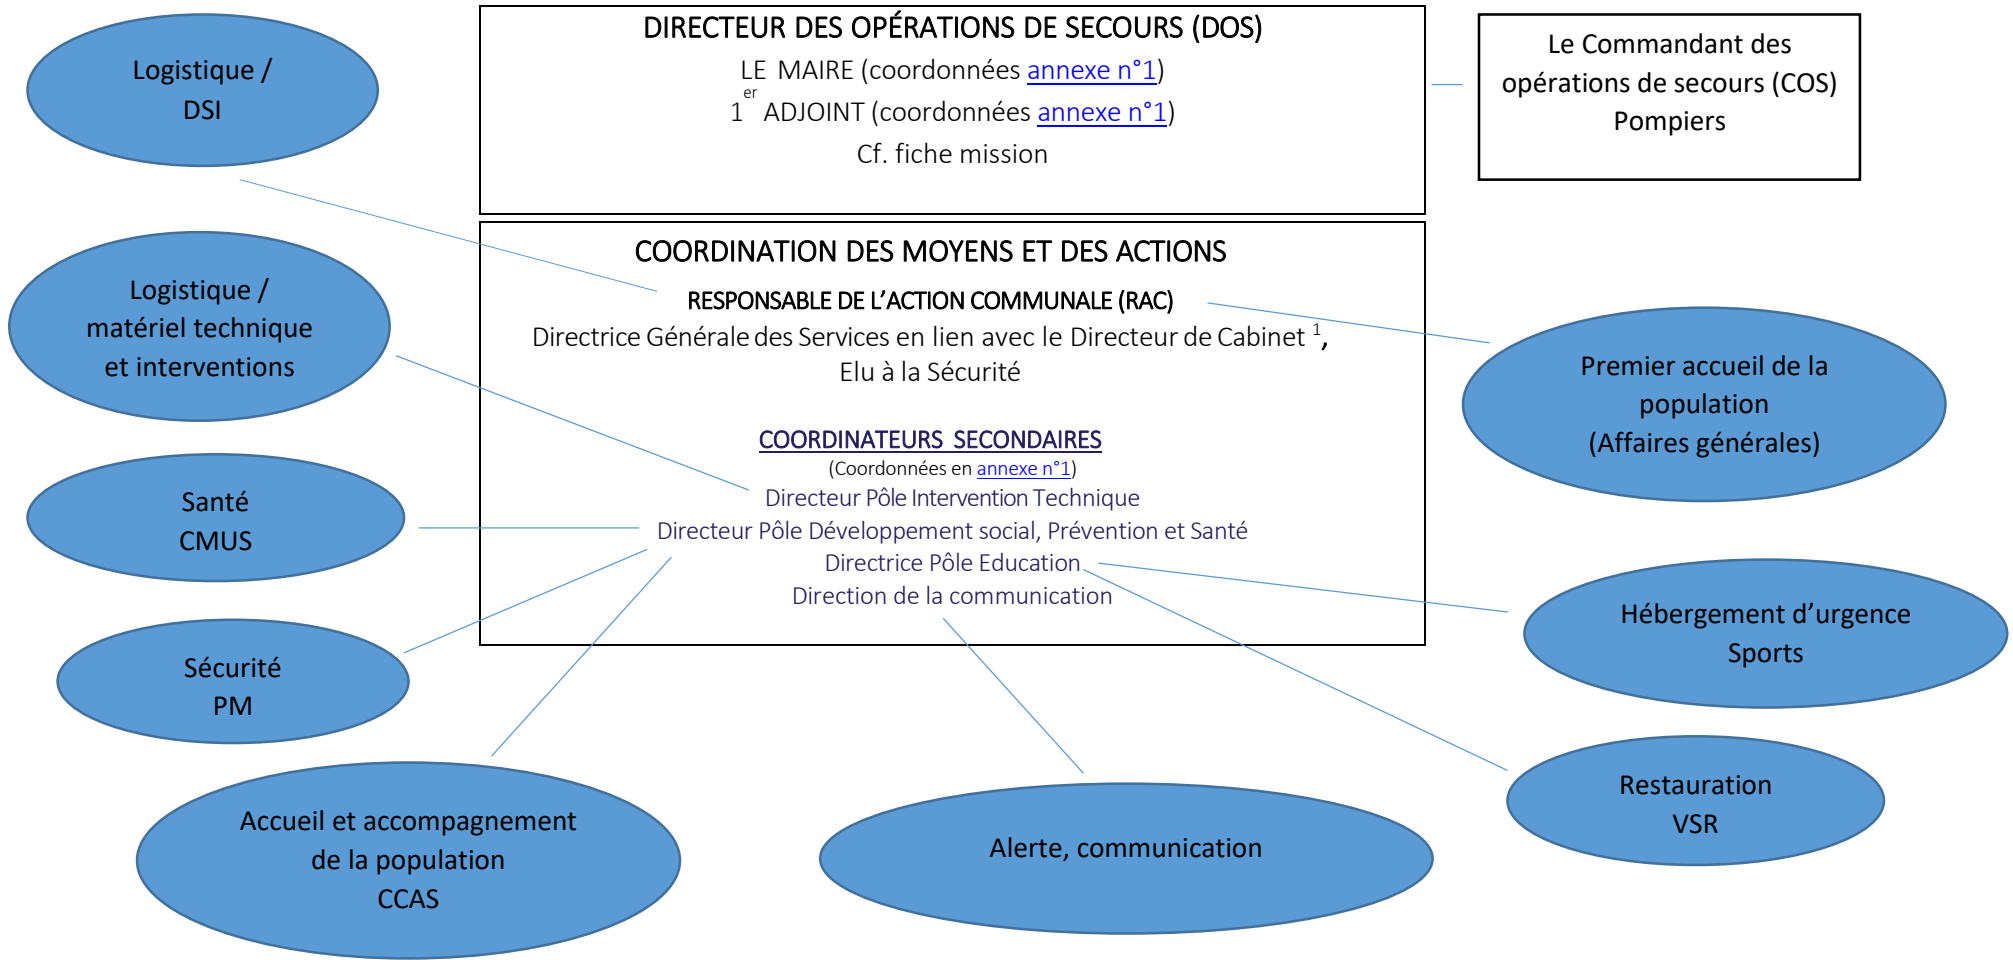 DIRECTEUR DES OPÉRATIONS DE SECOURS (DOS)
LE MAIRE (coordonnées annexe n°1)
1er ADJOINT (coordonnées annexe n°1)
Cf. fiche mission
Le Commandant des
opérations de secours (COS)
Pompiers
Logistique /
DSI
COORDINATION DES MOYENS ET DES ACTIONS
RESPONSABLE DE L’ACTION COMMUNALE (RAC)
Directrice Générale des Services en lien avec le Directeur de Cabinet 1,
Elu à la Sécurité
COORDINATEURS SECONDAIRES
(Coordonnées en annexe n°1)
Directeur Pôle Intervention Technique
Directeur Pôle Développement social, Prévention et Santé
Directrice Pôle Education
Direction de la communication
Logistique /
matériel technique
et interventions
Santé
CMUS
Sécurité
PM
Accueil et accompagnement
de la population
CCAS
Alerte, communication
Premier accueil de la
population
(Affaires générales)
Hébergement d’urgence
Sports
Restauration
VSR